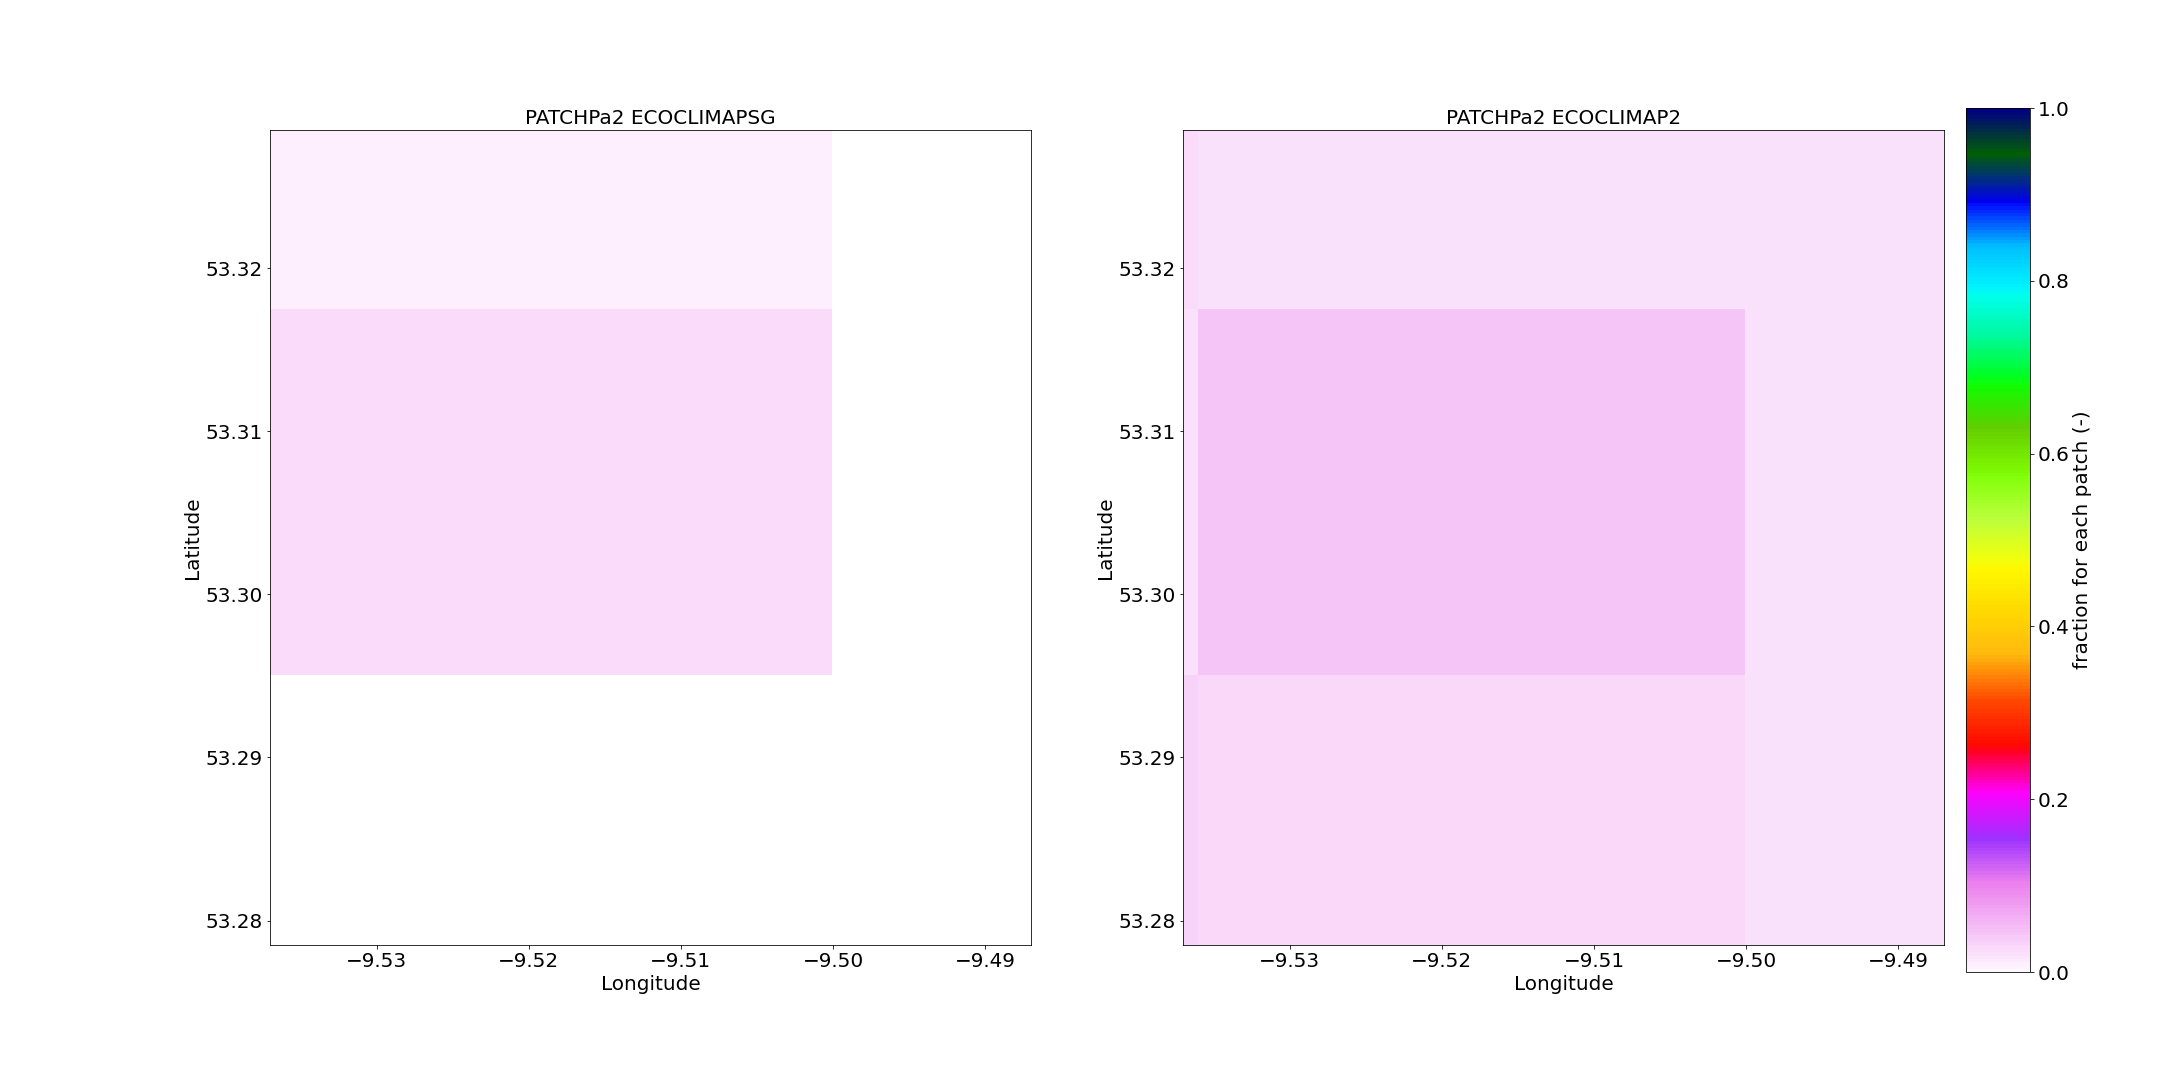 PATCHPa2 ECOCLIMAPSG
53.32
53.31
53.30
53.29
53.28
Latitude
−9.53 −9.52 −9.51 −9.50 −9.49
Longitude
PATCHPa2 ECOCLIMAP2
53.32
53.31
53.30
53.29
53.28
Latitude
−9.53 −9.52 −9.51 −9.50 −9.49
Longitude
1.0
0.8
0.6
0.4
0.2
0.0
fraction for each patch (-)